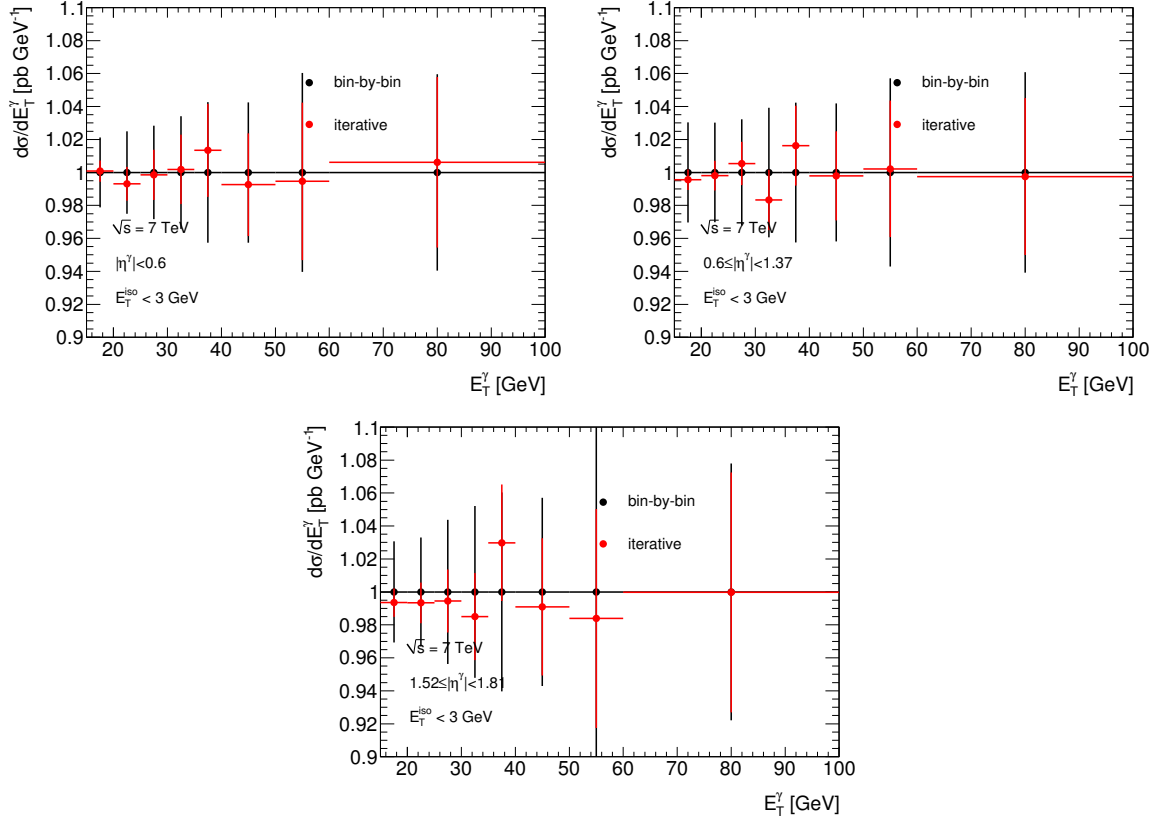 dσ/dE_T^γ [pb GeV⁻¹]
1.1
1.08
1.06
1.04
1.02
1
0.98
0.96
0.94
0.92
0.9
bin-by-bin
iterative
√s = 7 TeV
|η^γ|<0.6
E_T^iso < 3 GeV
20 30 40 50 60 70 80 90 100
E_T^γ [GeV]
dσ/dE_T^γ [pb GeV⁻¹]
1.1
1.08
1.06
1.04
1.02
1
0.98
0.96
0.94
0.92
0.9
bin-by-bin
iterative
√s = 7 TeV
0.6≤|η^γ|<1.37
E_T^iso < 3 GeV
20 30 40 50 60 70 80 90 100
E_T^γ [GeV]
dσ/dE_T^γ [pb GeV⁻¹]
1.1
1.08
1.06
1.04
1.02
1
0.98
0.96
0.94
0.92
0.9
bin-by-bin
iterative
√s = 7 TeV
1.52≤|η^γ|<1.81
E_T^iso < 3 GeV
20 30 40 50 60 70 80 90 100
E_T^γ [GeV]